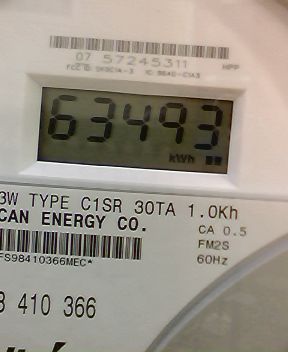 07 57245311
HPP
63493
kWh
3W TYPE C1SR 30TA 1.0Kh
CAN ENERGY CO.
CA 0.5
FM2S
60Hz
FS98410366MEC*
8 410 366